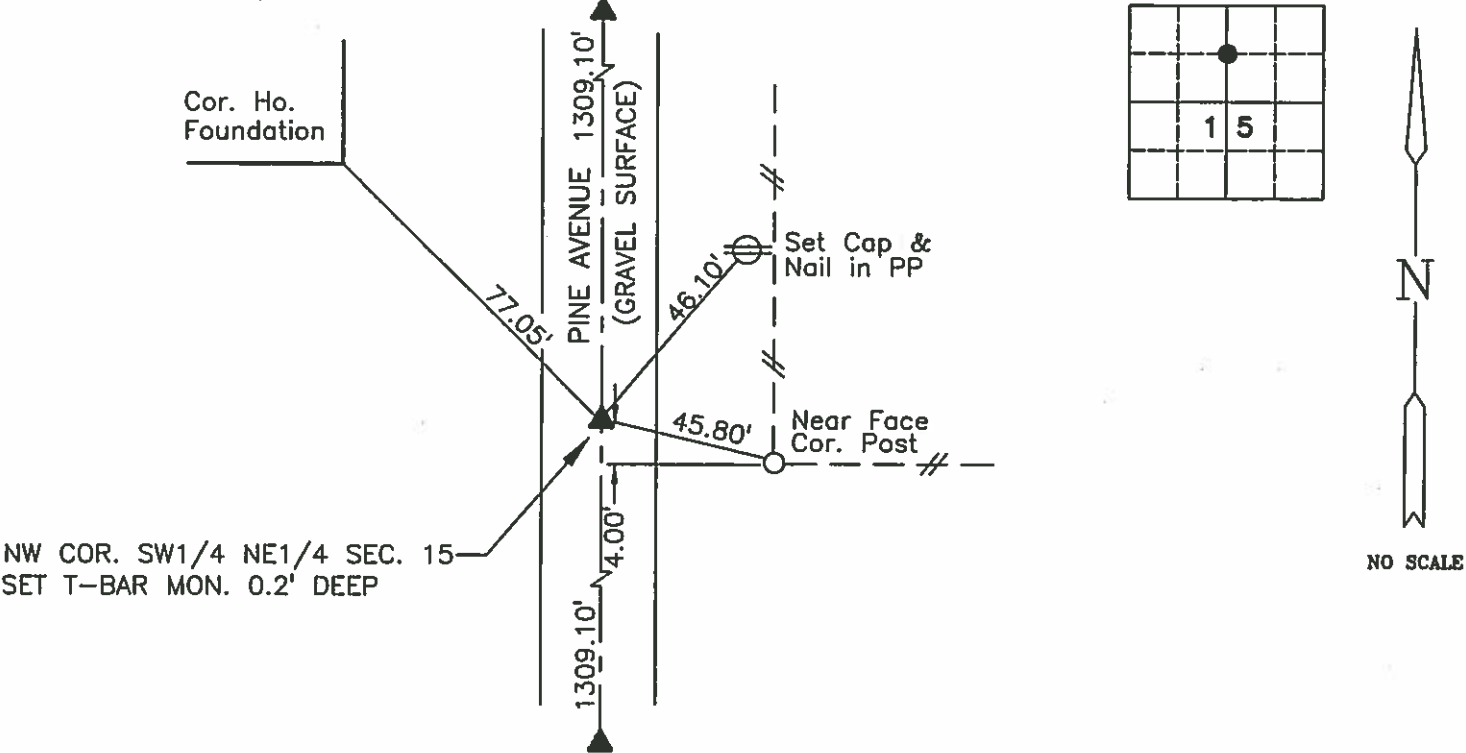 Cor. Ho.
Foundation
PINE AVENUE 1309.10'
(GRAVEL SURFACE)
1 5
Set Cap &
Nail in PP
N
77.05'
46.10'
45.80'
Near Face
Cor. Post
4.00'
NW COR. SW1/4 NE1/4 SEC. 15
SET T-BAR MON. 0.2' DEEP
NO SCALE
1309.10'